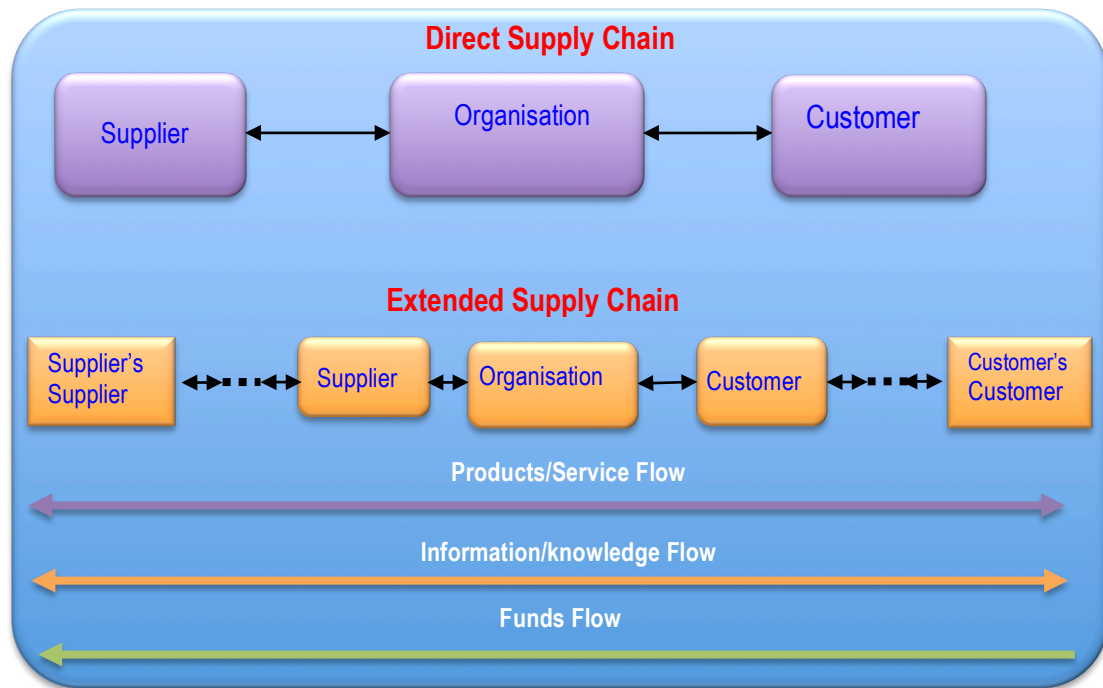 Direct Supply Chain
Supplier
Organisation
Customer
Extended Supply Chain
Supplier’s
Supplier
Supplier
Organisation
Customer
Customer’s
Customer
Products/Service Flow
Information/knowledge Flow
Funds Flow